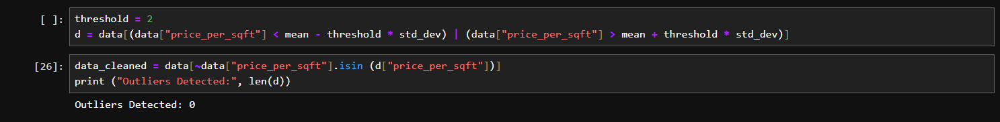 [ ]:
threshold = 2
d = data[(data["price_per_sqft"] < mean - threshold * std_dev) | (data["price_per_sqft"] > mean + threshold * std_dev)]
[26]:
data_cleaned = data[~data["price_per_sqft"].isin (d["price_per_sqft"])]
print ("Outliers Detected:", len(d))
Outliers Detected: 0